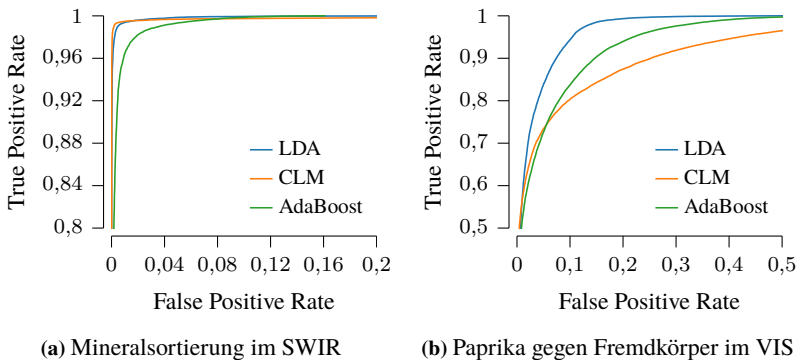 True Positive Rate
1
0,96
0,92
0,88
0,84
0,8
LDA
CLM
AdaBoost
0 0,04 0,08 0,12 0,16 0,2
False Positive Rate
(a) Mineralsortierung im SWIR
True Positive Rate
1
0,9
0,8
0,7
0,6
0,5
LDA
CLM
AdaBoost
0 0,1 0,2 0,3 0,4 0,5
False Positive Rate
(b) Paprika gegen Fremdkörper im VIS